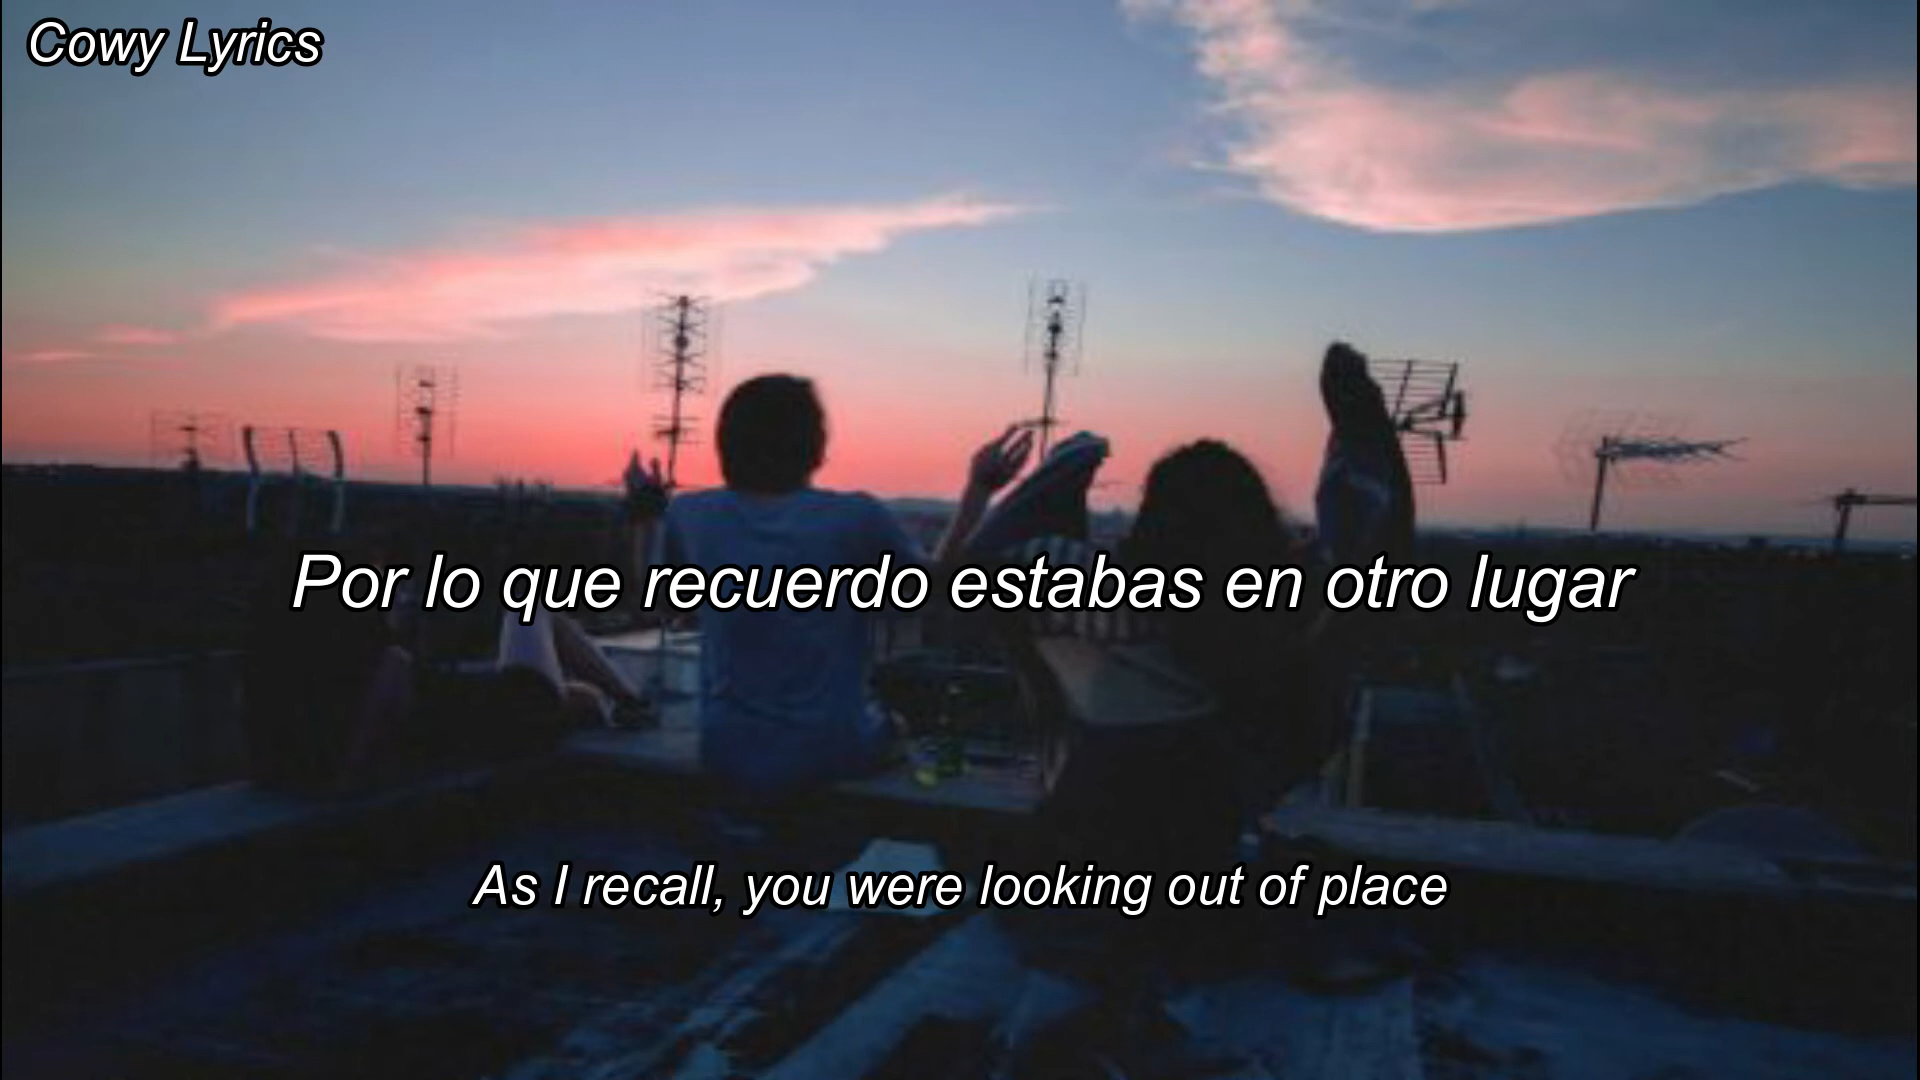 Cowy Lyrics
Por lo que recuerdo estabas en otro lugar
As I recall, you were looking out of place